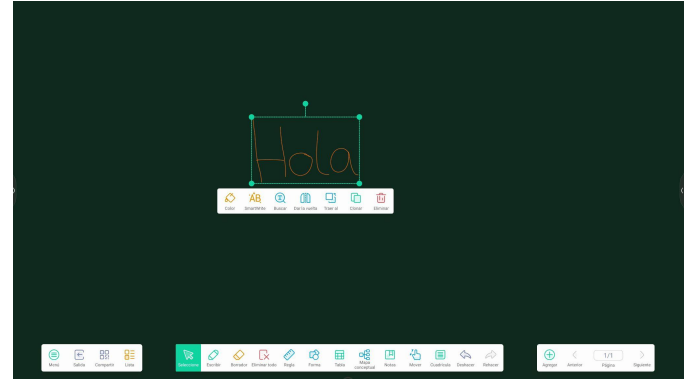 Hola
Color
SmartWrite
Buscar
Dar la vuelta
Traer al
Clonar
Eliminar
Menú
Salida
Compartir
Lista
Seleccione
Escribir
Borrador
Eliminar todo
Regla
Forma
Tabla
Mapa conceptual
Notas
Mover
Cuadrícula
Deshacer
Rehacer
Agregar
Anterior
1/1
Página
Siguiente